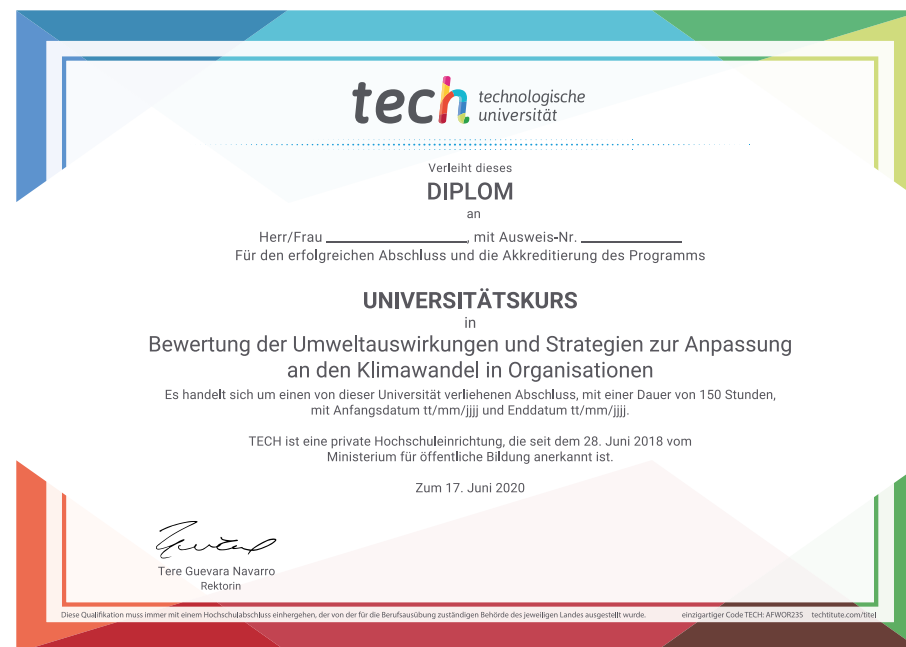 tech technologische
universität
Verleiht dieses
DIPLOM
an
Herr/Frau ____________________, mit Ausweis-Nr. ______________
Für den erfolgreichen Abschluss und die Akkreditierung des Programms
UNIVERSITÄTSKURS
in
Bewertung der Umweltauswirkungen und Strategien zur Anpassung
an den Klimawandel in Organisationen
Es handelt sich um einen von dieser Universität verliehenen Abschluss, mit einer Dauer von 150 Stunden,
mit Anfangsdatum tt/mm/jjjj und Enddatum tt/mm/jjjj.
TECH ist eine private Hochschuleinrichtung, die seit dem 28. Juni 2018 vom
Ministerium für öffentliche Bildung anerkannt ist.
Zum 17. Juni 2020
Tere Guevara Navarro
Rektorin
Diese Qualifikation muss immer mit einem Hochschulabschluss einhergehen, der von der für die Berufsausübung zuständigen Behörde des jeweiligen Landes ausgestellt wurde. einzigartiger Code TECH: AFWOR235 techtitute.com/titel